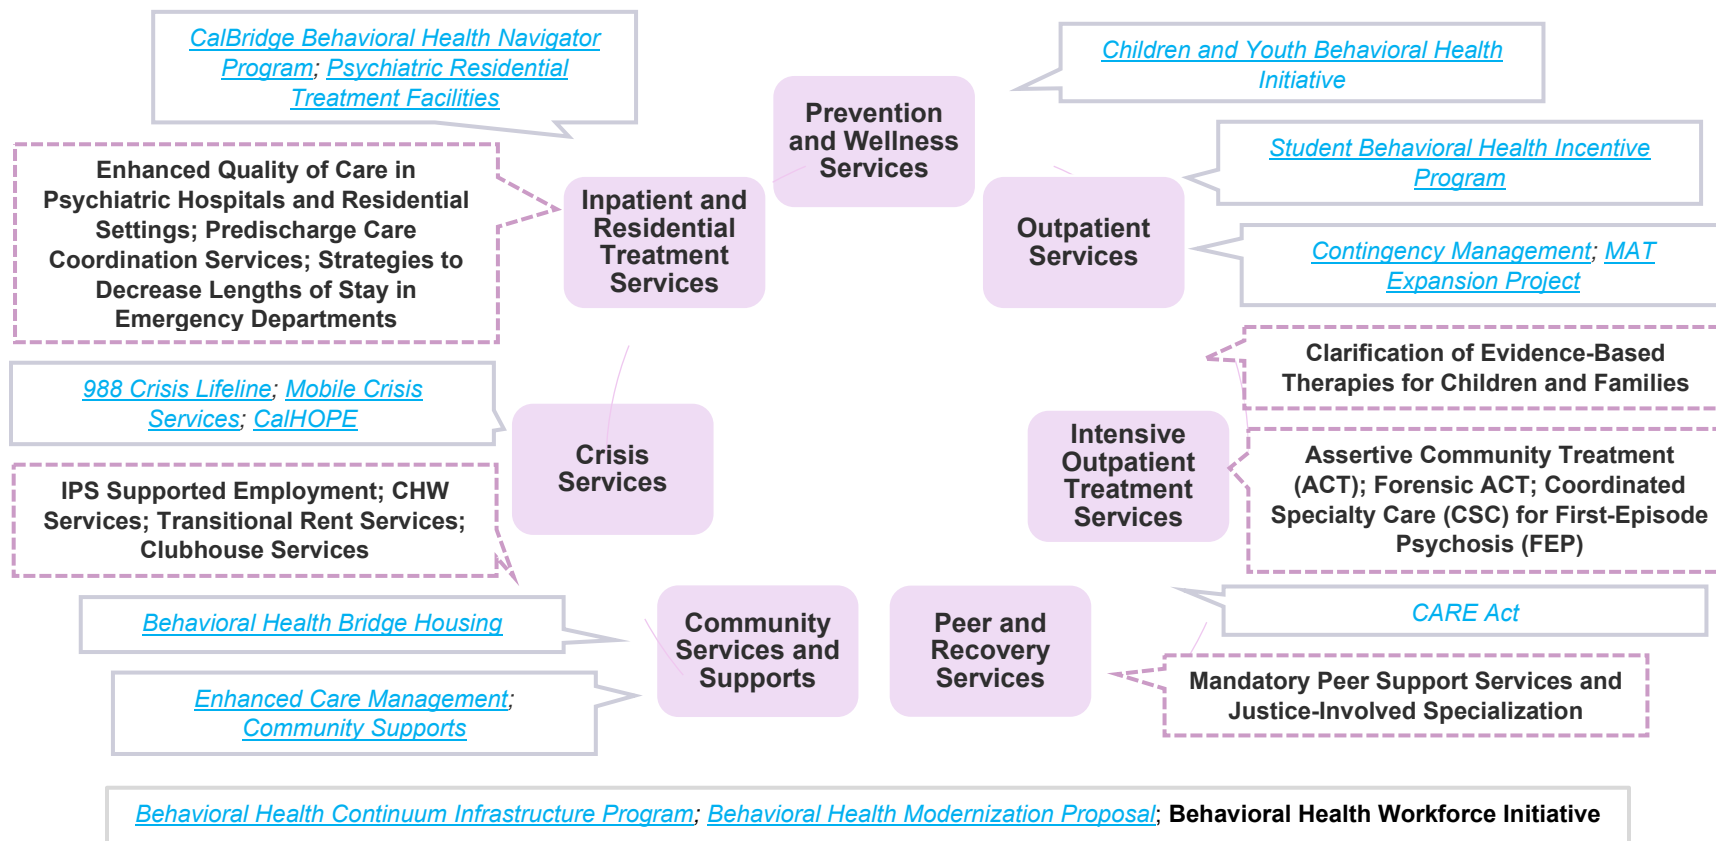 CalBridge Behavioral Health Navigator
Program; Psychiatric Residential
Treatment Facilities
Children and Youth Behavioral Health
Initiative
Prevention
and Wellness
Services
Student Behavioral Health Incentive
Program
Enhanced Quality of Care in
Psychiatric Hospitals and Residential
Settings; Predischarge Care
Coordination Services; Strategies to
Decrease Lengths of Stay in
Emergency Departments
Inpatient and
Residential
Treatment
Services
Outpatient
Services
Contingency Management; MAT
Expansion Project
Clarification of Evidence-Based
Therapies for Children and Families
988 Crisis Lifeline; Mobile Crisis
Services; CalHOPE
Crisis
Services
Intensive
Outpatient
Treatment
Services
Assertive Community Treatment
(ACT); Forensic ACT; Coordinated
Specialty Care (CSC) for First-Episode
Psychosis (FEP)
IPS Supported Employment; CHW
Services; Transitional Rent Services;
Clubhouse Services
Behavioral Health Bridge Housing
Community
Services and
Supports
Peer and
Recovery
Services
CARE Act
Mandatory Peer Support Services and
Justice-Involved Specialization
Enhanced Care Management;
Community Supports
Behavioral Health Continuum Infrastructure Program; Behavioral Health Modernization Proposal; Behavioral Health Workforce Initiative